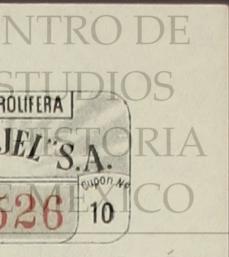 NTRO DE
STUDIOS
ROLIFERA
HISTORIA
JEL" S.A.
Cupon No
526 10
E MEXICO